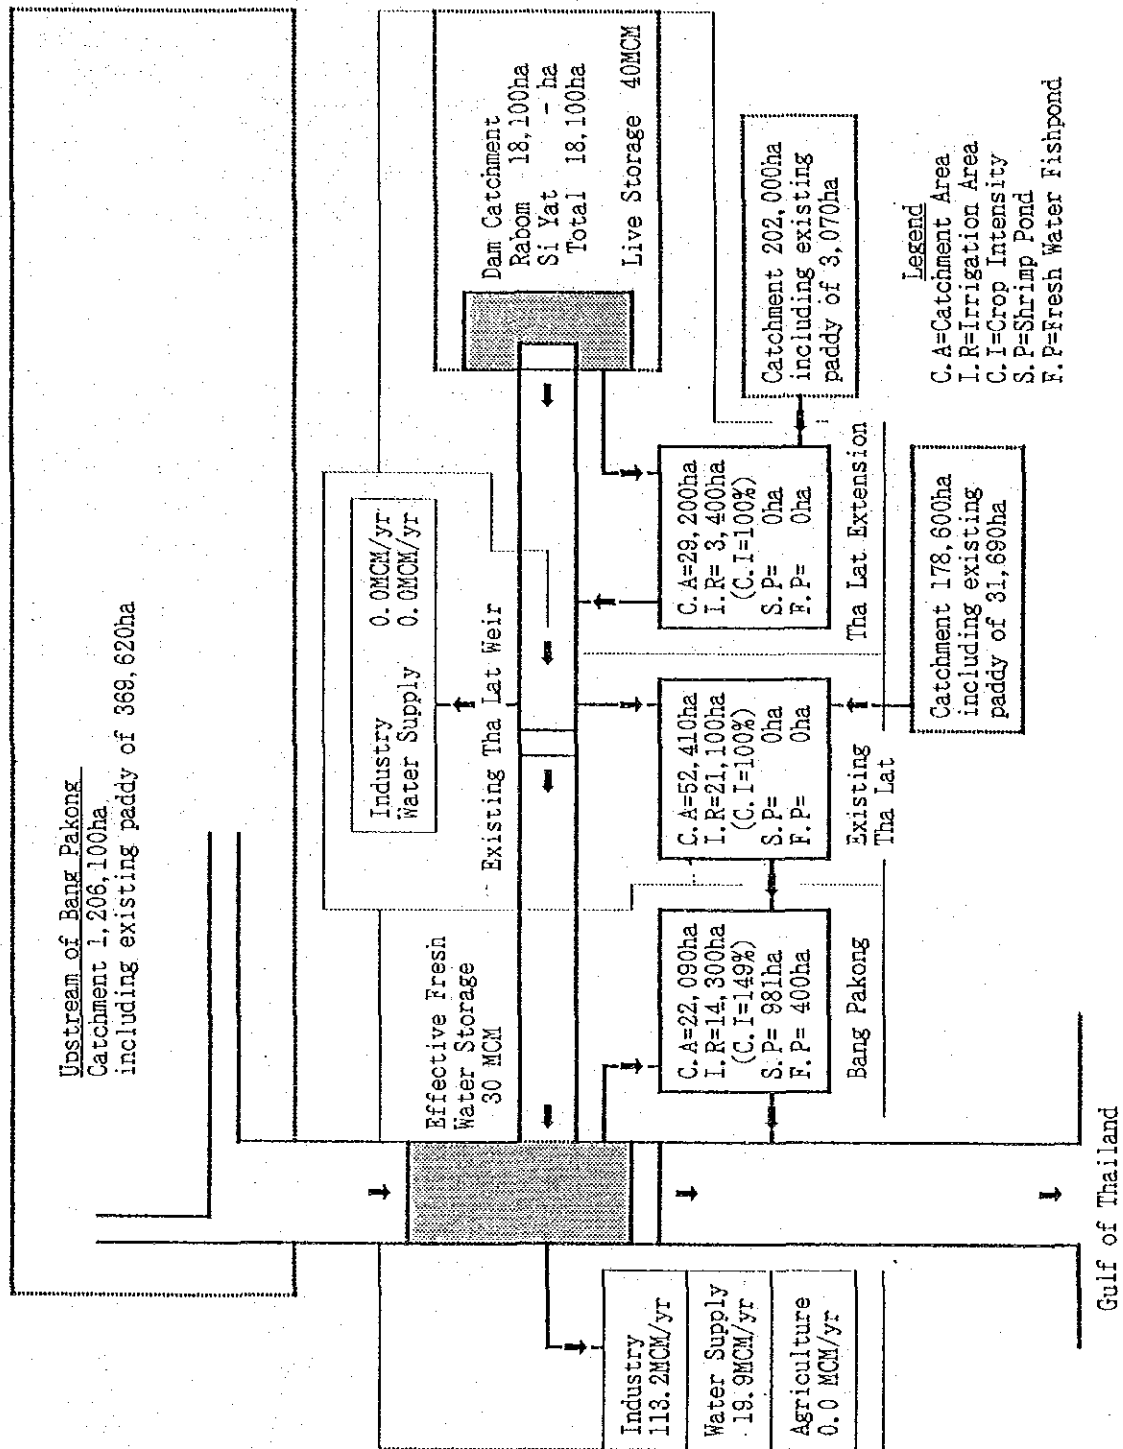 Upstream of Bang Pakong
Catchment 1,206,100ha
including existing paddy of 369,620ha
Industry 0.0MCM/yr
Water Supply 0.0MCM/yr
Existing Tha Lat Weir
Effective Fresh
Water Storage
30 MCM
Dam Catchment
Rabom 18,100ha
Si Yat - ha
Total 18,100ha
Live Storage 40MCM
Industry
113.2MCM/yr
Water Supply
19.9MCM/yr
Agriculture
0.0 MCM/yr
C.A=22,090ha
I.R=14,300ha
(C.I=149%)
S.P= 981ha
F.P= 400ha
Bang Pakong
C.A=52,410ha
I.R=21,100ha
(C.I=100%)
S.P= 0ha
F.P= 0ha
Existing
Tha Lat
C.A=29,200ha
I.R= 3,400ha
(C.I=100%)
S.P= 0ha
F.P= 0ha
Tha Lat Extension
Catchment 202,000ha
including existing
paddy of 3,070ha
Catchment 178,600ha
including existing
paddy of 31,690ha
Legend
C.A=Catchment Area
I.R=Irrigation Area
C.I=Crop Intensity
S.P=Shrimp Pond
F.P=Fresh Water Fishpond
Gulf of Thailand